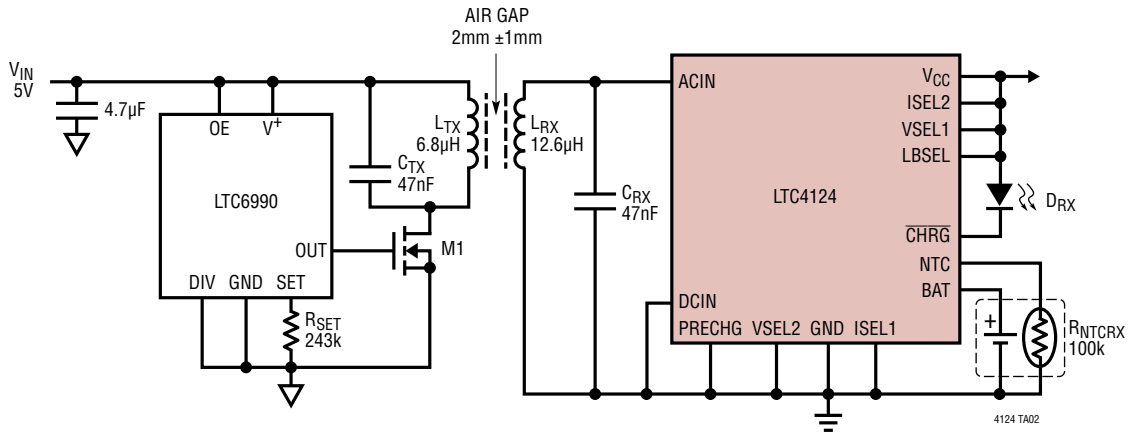 AIR GAP
2mm ±1mm
VIN
5V
4.7µF
OE
V+
LTC6990
OUT
DIV
GND
SET
RSET
243k
CTX
47nF
M1
LTX
6.8µH
LRX
12.6µH
CRX
47nF
ACIN
DCIN
PRECHG
VSEL2
GND
ISEL1
LTC4124
VCC
ISEL2
VSEL1
LBSEL
CHRG
NTC
BAT
DRX
+
RNTCRX
100k
4124 TA02